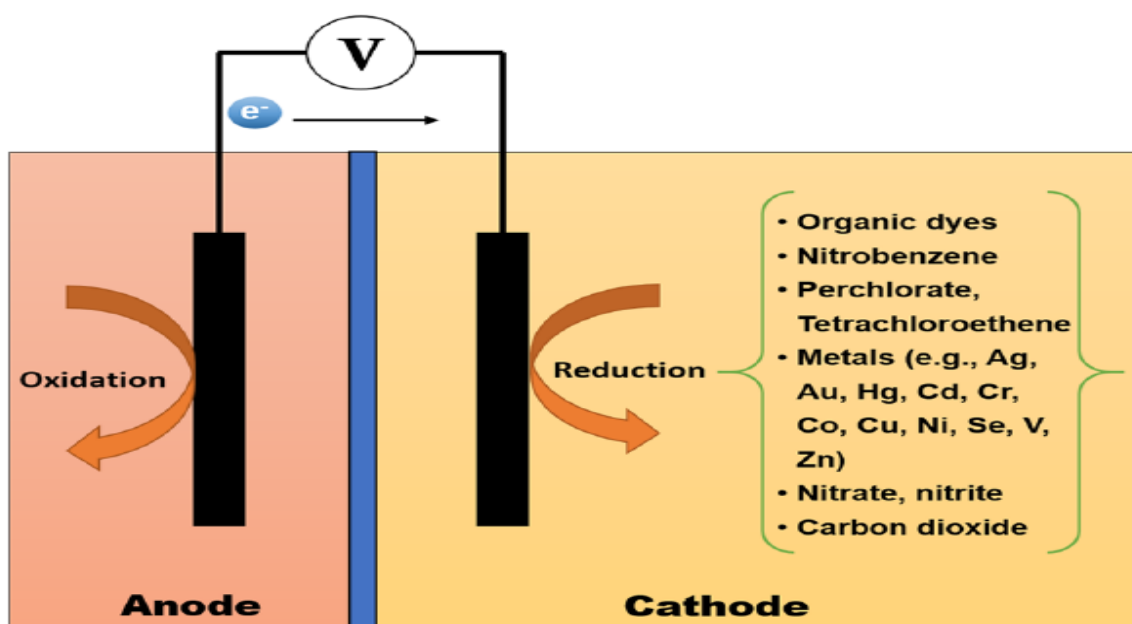 V
e-
Oxidation
Reduction
• Organic dyes
• Nitrobenzene
• Perchlorate,
Tetrachloroethene
• Metals (e.g., Ag,
Au, Hg, Cd, Cr,
Co, Cu, Ni, Se, V,
Zn)
• Nitrate, nitrite
• Carbon dioxide
Anode
Cathode